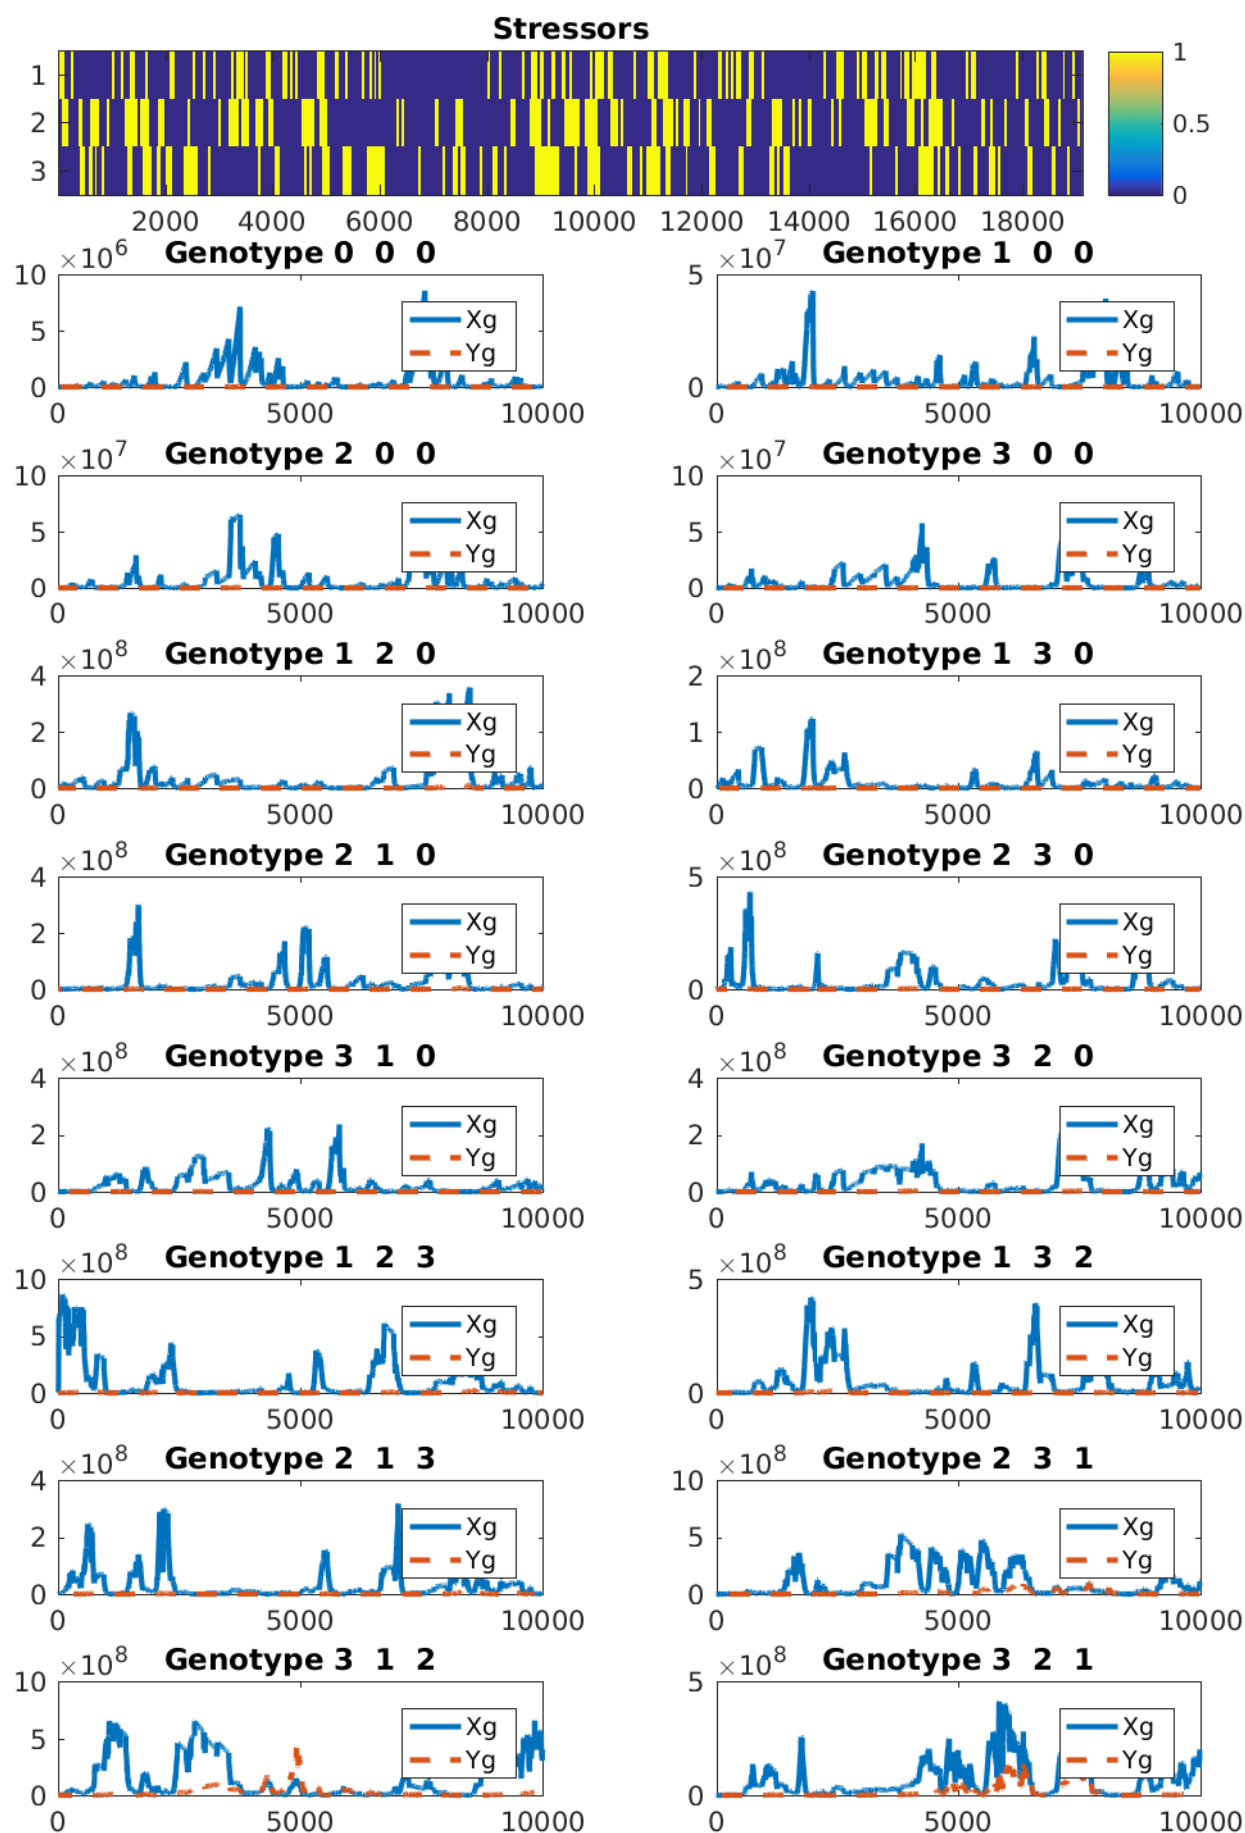 Stressors
1
2
3
1
0.5
0
2000 4000 6000 8000 10000 12000 14000 16000 18000
Genotype 0 0 0
×10^6
10
5
0
Xg
Yg
0 5000 10000
Genotype 1 0 0
×10^7
5
0
Xg
Yg
0 5000 10000
Genotype 2 0 0
×10^7
10
5
0
Xg
Yg
0 5000 10000
Genotype 3 0 0
×10^7
10
5
0
Xg
Yg
0 5000 10000
Genotype 1 2 0
×10^8
4
2
0
Xg
Yg
0 5000 10000
Genotype 1 3 0
×10^8
2
1
0
Xg
Yg
0 5000 10000
Genotype 2 1 0
×10^8
4
2
0
Xg
Yg
0 5000 10000
Genotype 2 3 0
×10^8
5
0
Xg
Yg
0 5000 10000
Genotype 3 1 0
×10^8
4
2
0
Xg
Yg
0 5000 10000
Genotype 3 2 0
×10^8
4
2
0
Xg
Yg
0 5000 10000
Genotype 1 2 3
×10^8
10
5
0
Xg
Yg
0 5000 10000
Genotype 1 3 2
×10^8
5
0
Xg
Yg
0 5000 10000
Genotype 2 1 3
×10^8
4
2
0
Xg
Yg
0 5000 10000
Genotype 2 3 1
×10^8
10
5
0
Xg
Yg
0 5000 10000
Genotype 3 1 2
×10^8
10
5
0
Xg
Yg
0 5000 10000
Genotype 3 2 1
×10^8
5
0
Xg
Yg
0 5000 10000